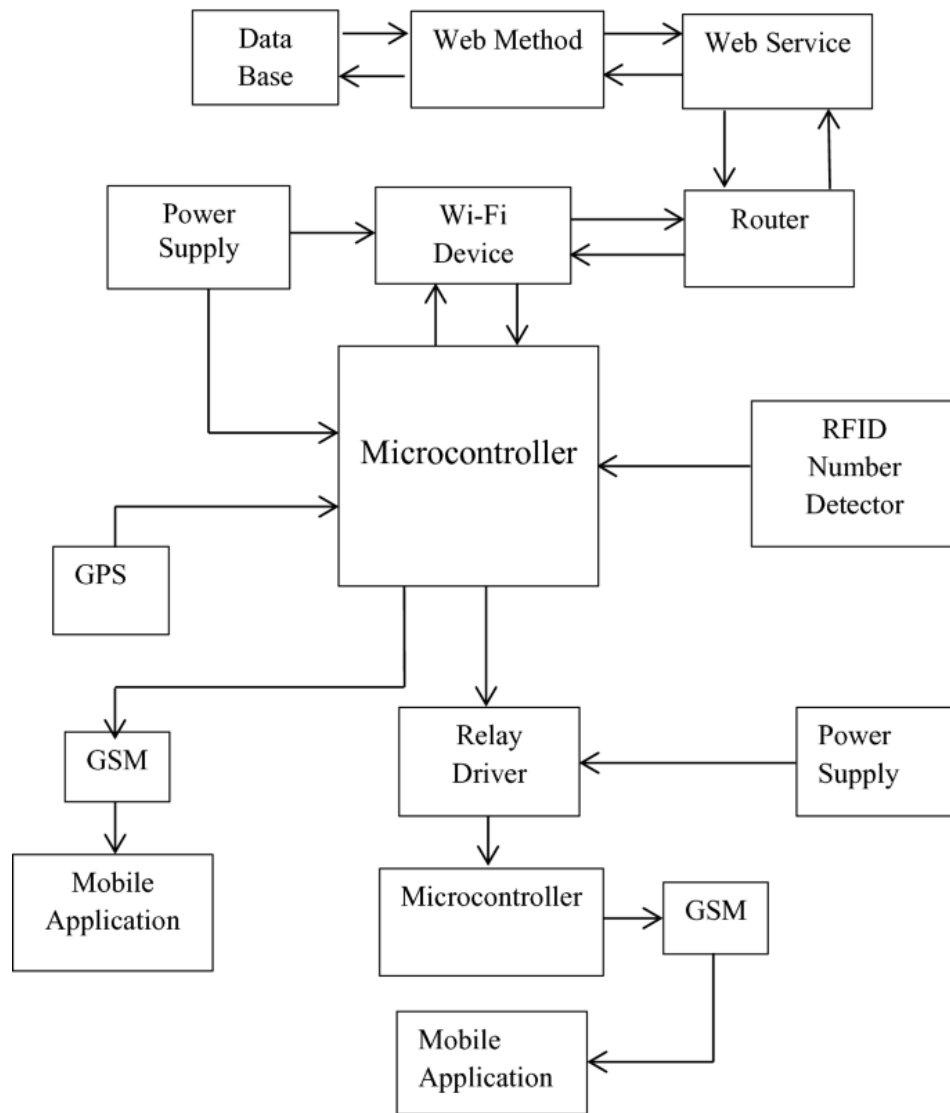 Data
Base
Web Method
Web Service
Power
Supply
Wi-Fi
Device
Router
Microcontroller
RFID
Number
Detector
GPS
GSM
Relay
Driver
Power
Supply
Mobile
Application
Microcontroller
GSM
Mobile
Application